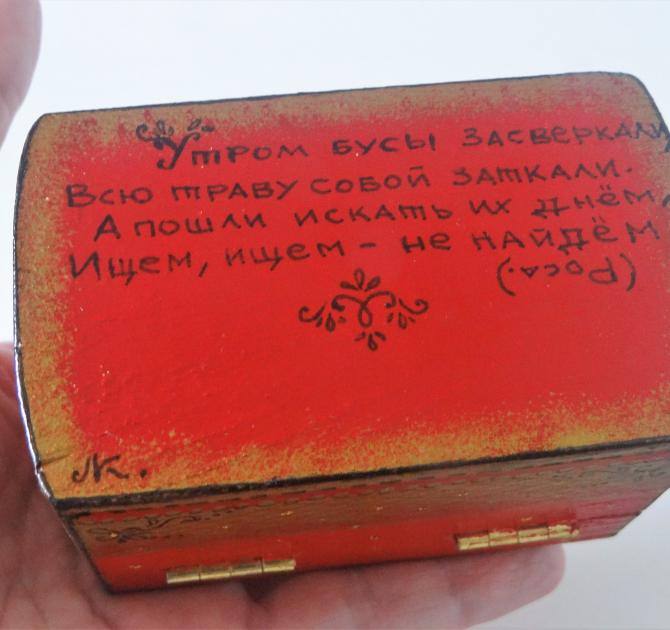 Утром бусы засверкали,
Всю траву собой заткали.
А пошли искать их днём,
Ищем, ищем - не найдём
(Роса.)